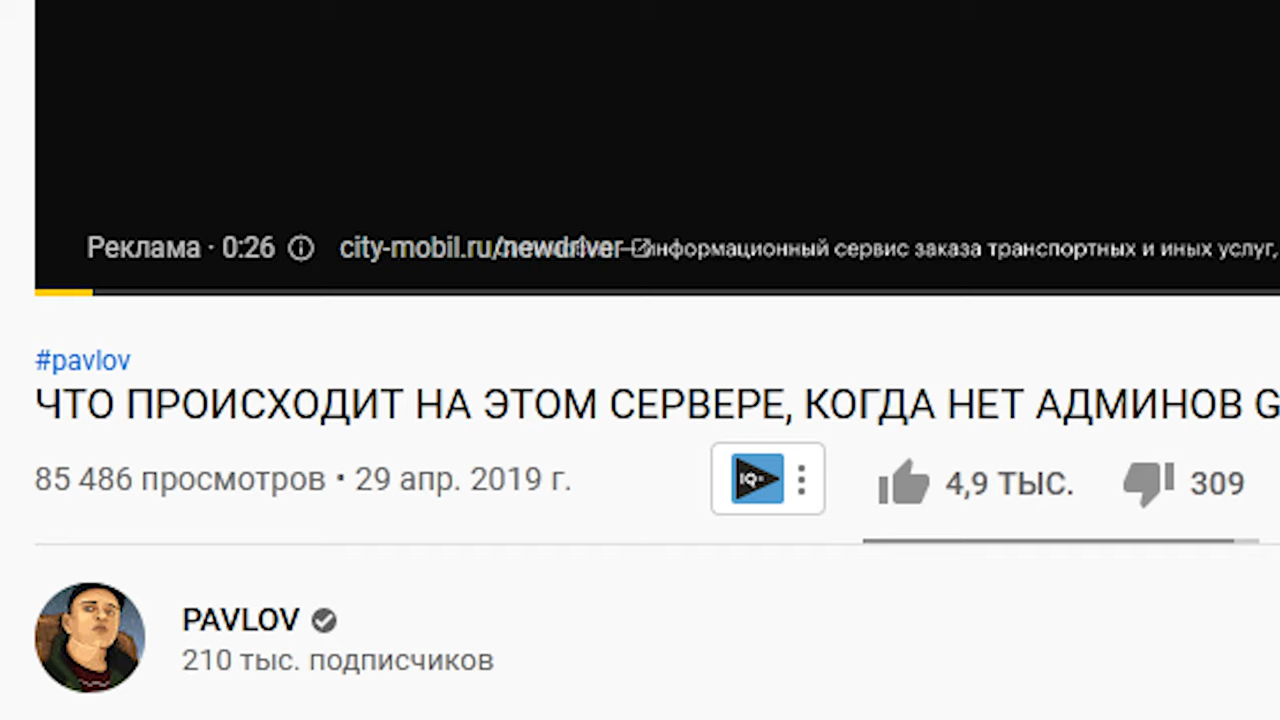 Реклама · 0:26 city-mobil.ru/newdriver информационный сервис заказа транспортных и иных услуг,
#pavlov
ЧТО ПРОИСХОДИТ НА ЭТОМ СЕРВЕРЕ, КОГДА НЕТ АДМИНОВ G
85 486 просмотров • 29 апр. 2019 г. IQ 4,9 ТЫС. 309
PAVLOV
210 тыс. подписчиков